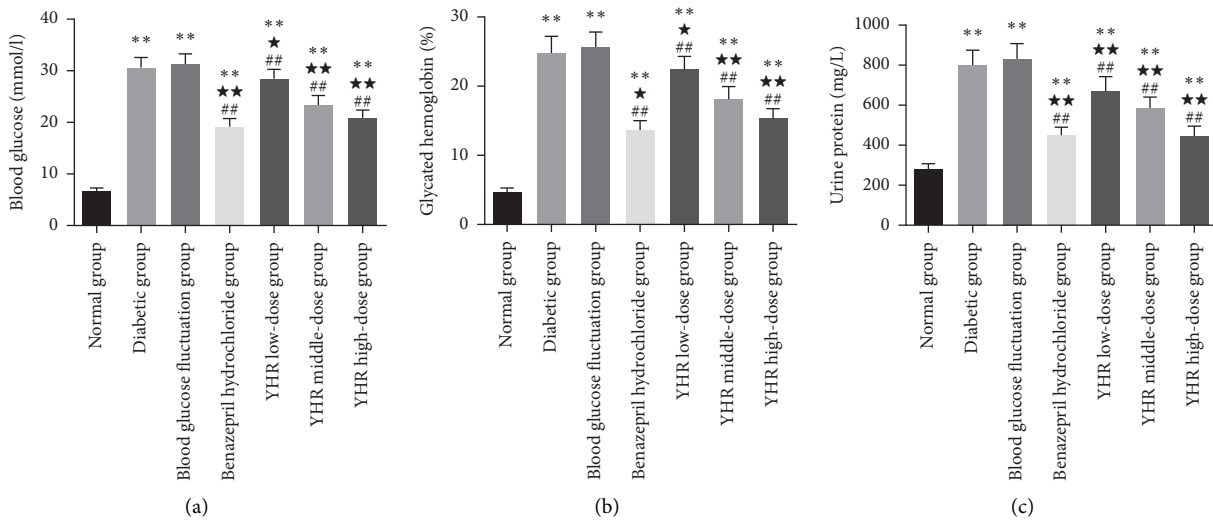 Blood glucose (mmol/l)
40
30
20
10
0
**
**
**
★★
##
**
★
##
**
★★
##
**
★★
##
Normal group
Diabetic group
Blood glucose fluctuation group
Benazepril hydrochloride group
YHR low-dose group
YHR middle-dose group
YHR high-dose group
(a)
Glycated hemoglobin (%)
30
20
10
0
**
**
**
★
##
**
★
##
**
★★
##
**
★★
##
Normal group
Diabetic group
Blood glucose fluctuation group
Benazepril hydrochloride group
YHR low-dose group
YHR middle-dose group
YHR high-dose group
(b)
Urine protein (mg/L)
1000
800
600
400
200
0
**
**
**
★★
##
**
★★
##
**
★★
##
**
★★
##
Normal group
Diabetic group
Blood glucose fluctuation group
Benazepril hydrochloride group
YHR low-dose group
YHR middle-dose group
YHR high-dose group
(c)